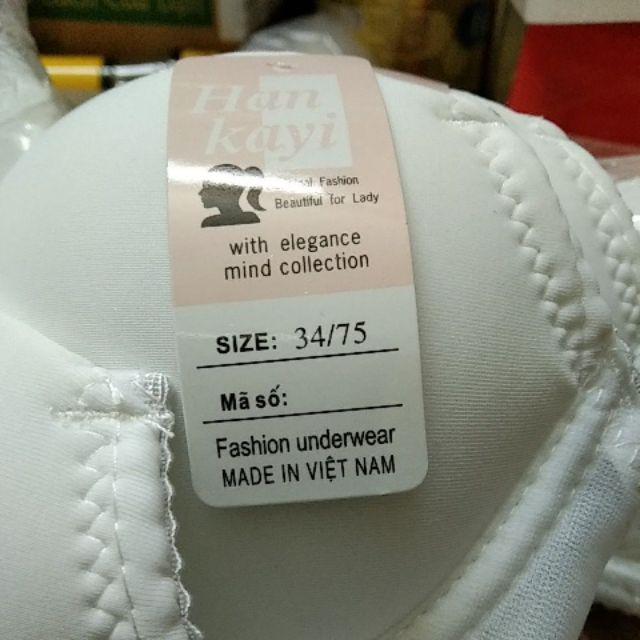 Han
kayi
Fashion
Beautiful for Lady
with elegance
mind collection
SIZE: 34/75
Mã số:
Fashion underwear
MADE IN VIỆT NAM